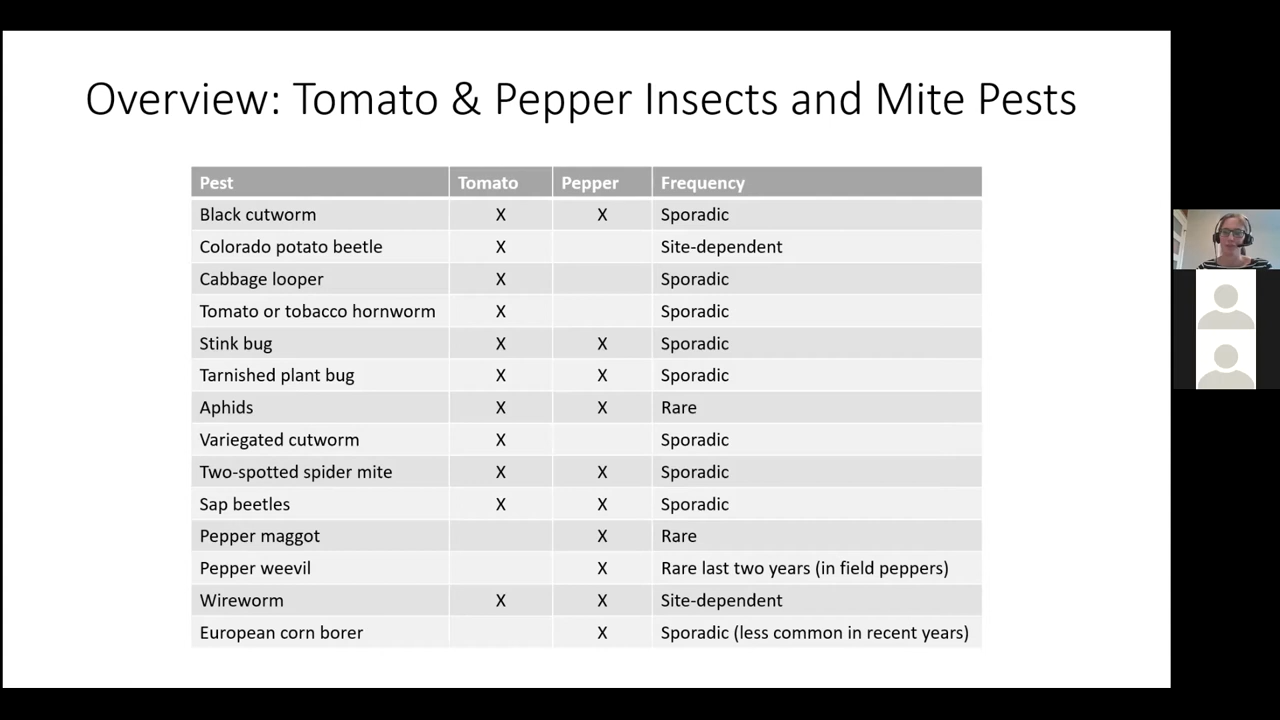 Overview: Tomato & Pepper Insects and Mite Pests
Pest Tomato Pepper Frequency
Black cutworm X X Sporadic
Colorado potato beetle X Site-dependent
Cabbage looper X Sporadic
Tomato or tobacco hornworm X Sporadic
Stink bug X X Sporadic
Tarnished plant bug X X Sporadic
Aphids X X Rare
Variegated cutworm X Sporadic
Two-spotted spider mite X X Sporadic
Sap beetles X X Sporadic
Pepper maggot X Rare
Pepper weevil X Rare last two years (in field peppers)
Wireworm X X Site-dependent
European corn borer X Sporadic (less common in recent years)